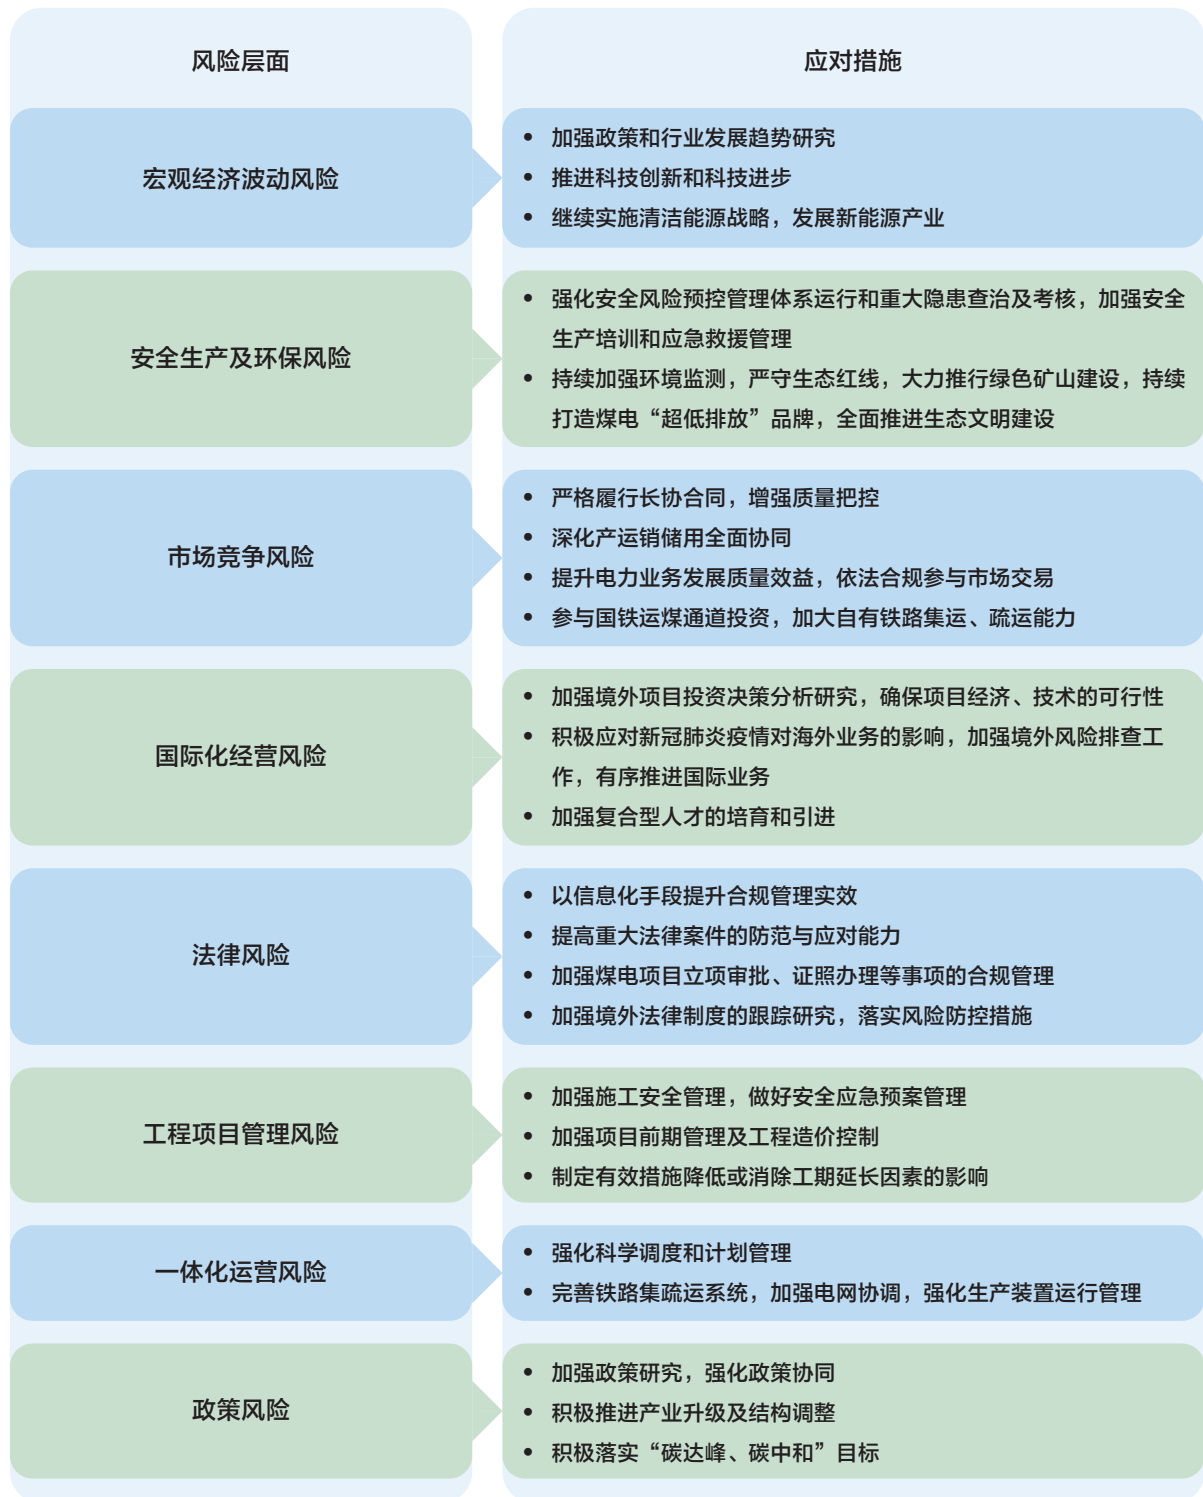 风险层面
应对措施
宏观经济波动风险
• 加强政策和行业发展趋势研究
• 推进科技创新和科技进步
• 继续实施清洁能源战略，发展新能源产业
安全生产及环保风险
• 强化安全风险预控管理体系运行和重大隐患查治及考核，加强安全
生产培训和应急救援管理
• 持续加强环境监测，严守生态红线，大力推行绿色矿山建设，持续
打造煤电“超低排放”品牌，全面推进生态文明建设
市场竞争风险
• 严格履行长协合同，增强质量把控
• 深化产运销储用全面协同
• 提升电力业务发展质量效益，依法合规参与市场交易
• 参与国铁运煤通道投资，加大自有铁路集运、疏运能力
国际化经营风险
• 加强境外项目投资决策分析研究，确保项目经济、技术的可行性
• 积极应对新冠肺炎疫情对海外业务的影响，加强境外风险排查工
作，有序推进国际业务
• 加强复合型人才的培育和引进
法律风险
• 以信息化手段提升合规管理实效
• 提高重大法律案件的防范与应对能力
• 加强煤电项目立项审批、证照办理等事项的合规管理
• 加强境外法律制度的跟踪研究，落实风险防控措施
工程项目管理风险
• 加强施工安全管理，做好安全应急预案管理
• 加强项目前期管理及工程造价控制
• 制定有效措施降低或消除工期延长因素的影响
一体化运营风险
• 强化科学调度和计划管理
• 完善铁路集疏运系统，加强电网协调，强化生产装置运行管理
政策风险
• 加强政策研究，强化政策协同
• 积极推进产业升级及结构调整
• 积极落实“碳达峰、碳中和”目标